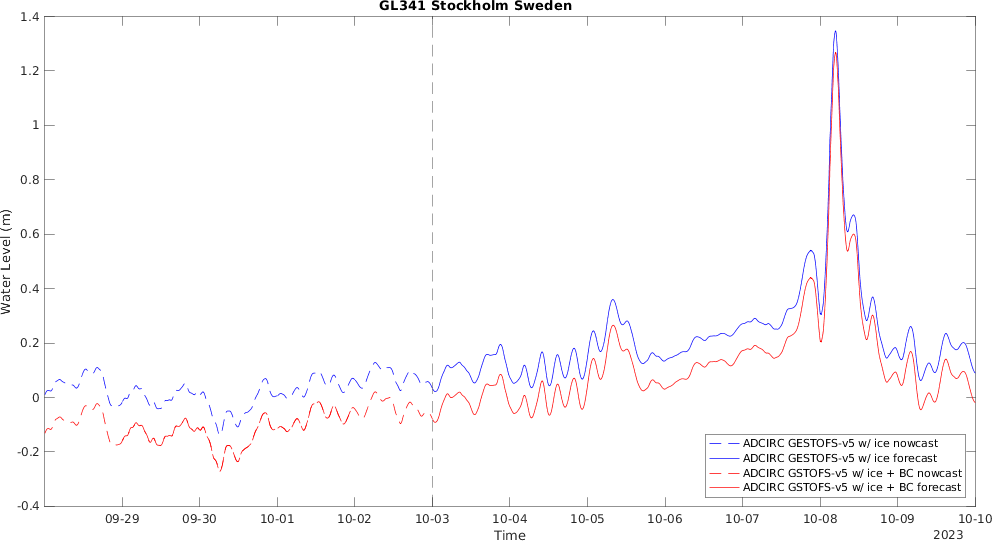 GL341 Stockholm Sweden
1.4
1.2
1
0.8
0.6
0.4
0.2
0
-0.2
-0.4
Water Level (m)
ADCIRC GESTOFS-v5 w/ ice nowcast
ADCIRC GESTOFS-v5 w/ ice forecast
ADCIRC GSTOFS-v5 w/ ice + BC nowcast
ADCIRC GSTOFS-v5 w/ ice + BC forecast
09-29 09-30 10-01 10-02 10-03 10-04 10-05 10-06 10-07 10-08 10-09 10-10
Time
2023